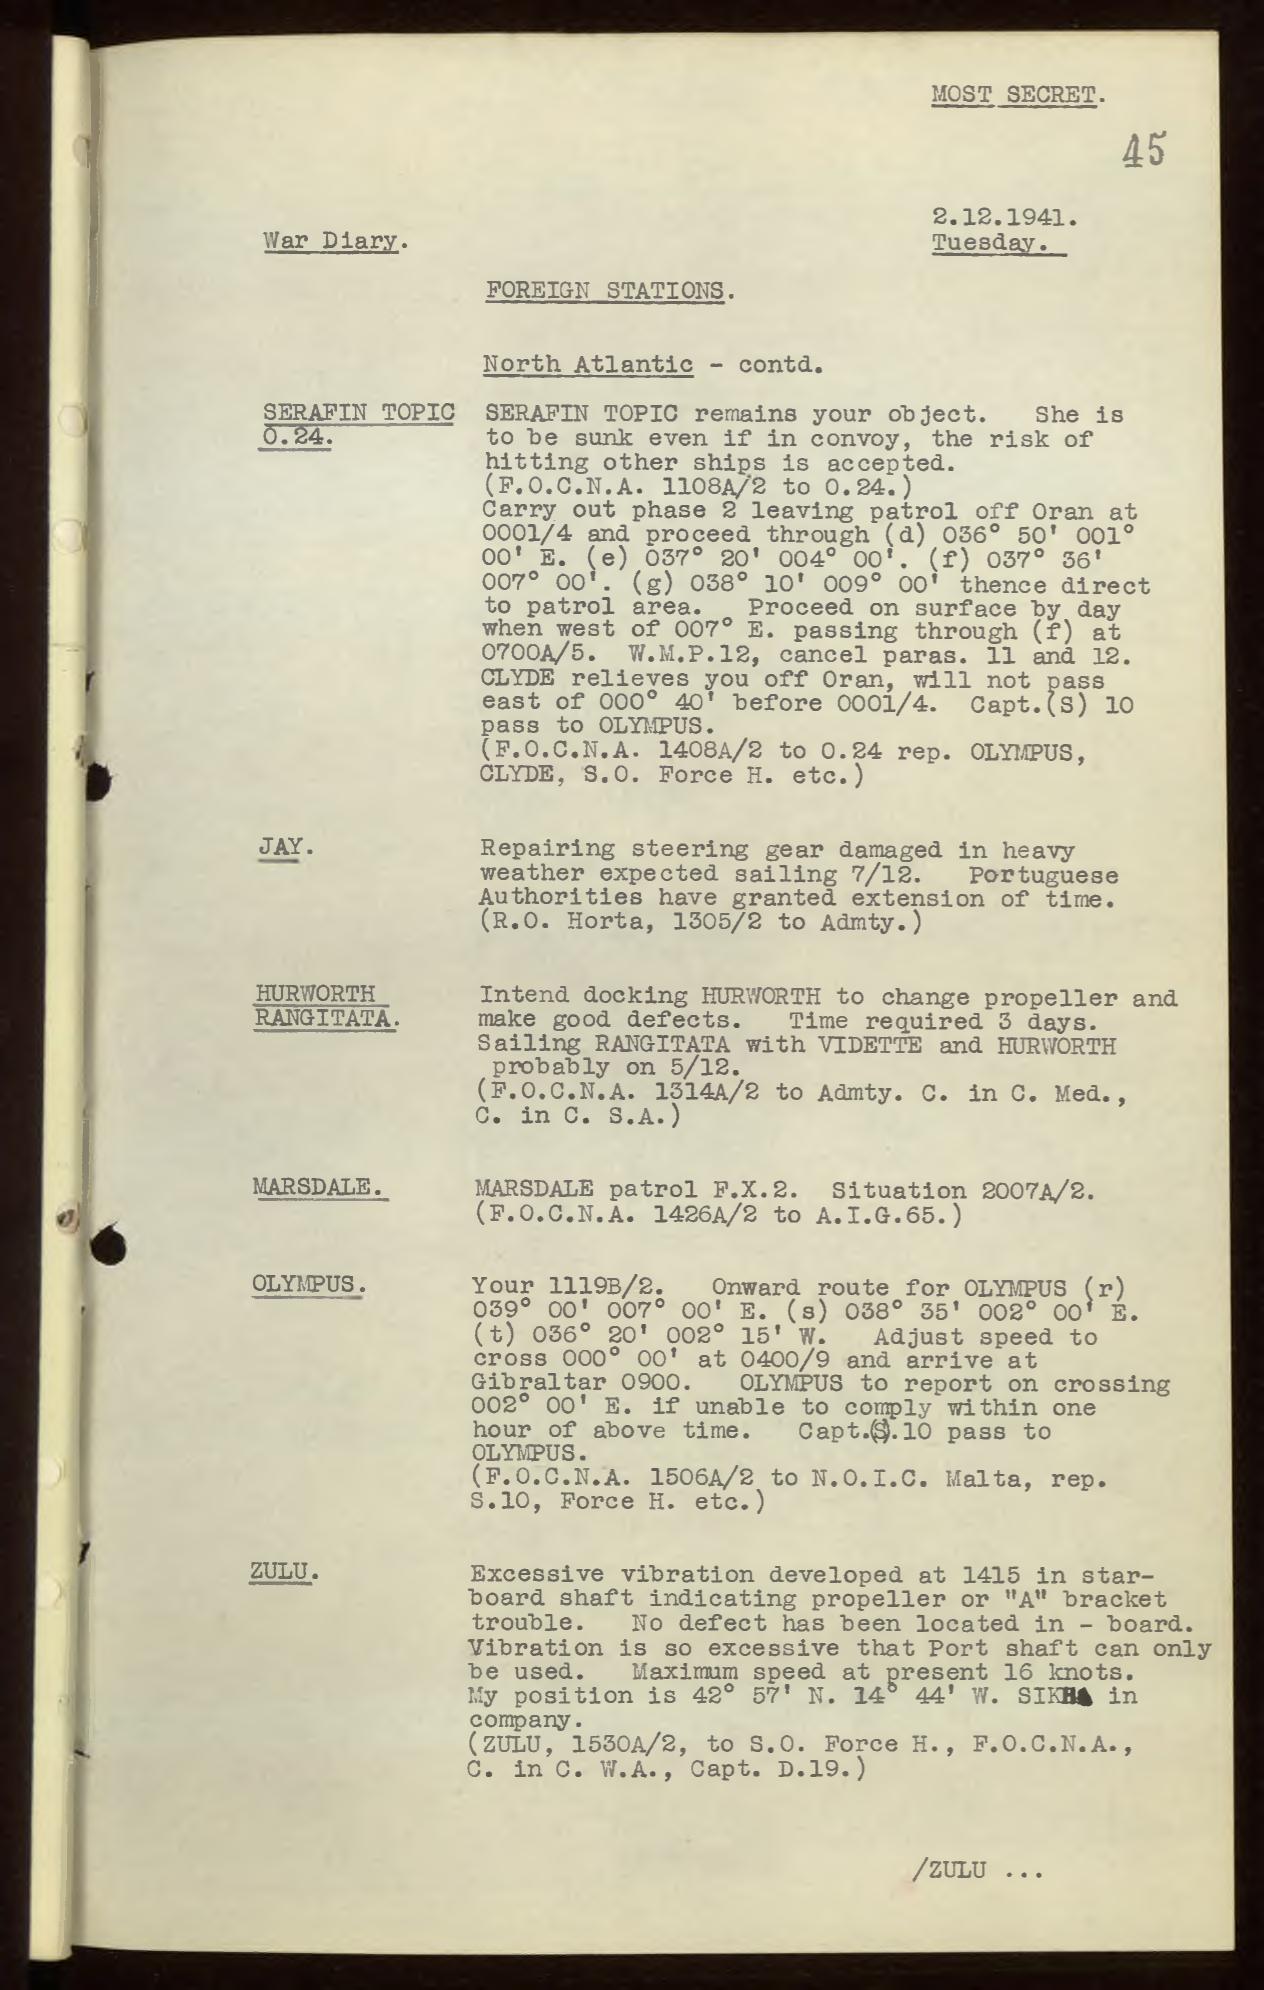 MOST SECRET.
45
2.12.1941.
War Diary.
Tuesday.
FOREIGN STATIONS.
North Atlantic - contd.
SERAFIN TOPIC
0.24.
SERAFIN TOPIC remains your object. She is
to be sunk even if in convoy, the risk of
hitting other ships is accepted.
(F.O.C.N.A. 1108A/2 to 0.24.)
Carry out phase 2 leaving patrol off Oran at
0001/4 and proceed through (d) 036° 50' 001°
00' E. (e) 037° 20' 004° 00'. (f) 037° 36'
007° 00'. (g) 038° 10' 009° 00' thence direct
to patrol area. Proceed on surface by day
when west of 007° E. passing through (f) at
0700A/5. W.M.P.12, cancel paras. 11 and 12.
CLYDE relieves you off Oran, will not pass
east of 000° 40' before 0001/4. Capt.(S) 10
pass to OLYMPUS.
(F.O.C.N.A. 1408A/2 to 0.24 rep. OLYMPUS,
CLYDE, S.O. Force H. etc.)
JAY.
Repairing steering gear damaged in heavy
weather expected sailing 7/12. Portuguese
Authorities have granted extension of time.
(R.O. Horta, 1305/2 to Admty.)
HURWORTH
RANGITATA.
Intend docking HURWORTH to change propeller and
make good defects. Time required 3 days.
Sailing RANGITATA with VIDETTE and HURWORTH
probably on 5/12.
(F.O.C.N.A. 1314A/2 to Admty. C. in C. Med.,
C. in C. S.A.)
MARSDALE.
MARSDALE patrol F.X.2. Situation 2007A/2.
(F.O.C.N.A. 1426A/2 to A.I.G.65.)
OLYMPUS.
Your 1119B/2. Onward route for OLYMPUS (r)
039° 00' 007° 00' E. (s) 038° 35' 002° 00' E.
(t) 036° 20' 002° 15' W. Adjust speed to
cross 000° 00' at 0400/9 and arrive at
Gibraltar 0900. OLYMPUS to report on crossing
002° 00' E. if unable to comply within one
hour of above time. Capt.(S).10 pass to
OLYMPUS.
(F.O.C.N.A. 1506A/2 to N.O.I.C. Malta, rep.
S.10, Force H. etc.)
ZULU.
Excessive vibration developed at 1415 in star-
board shaft indicating propeller or "A" bracket
trouble. No defect has been located in - board.
Vibration is so excessive that Port shaft can only
be used. Maximum speed at present 16 knots.
My position is 42° 57' N. 14° 44' W. SIKHA in
company.
(ZULU, 1530A/2, to S.O. Force H., F.O.C.N.A.,
C. in C. W.A., Capt. D.19.)
/ZULU ...